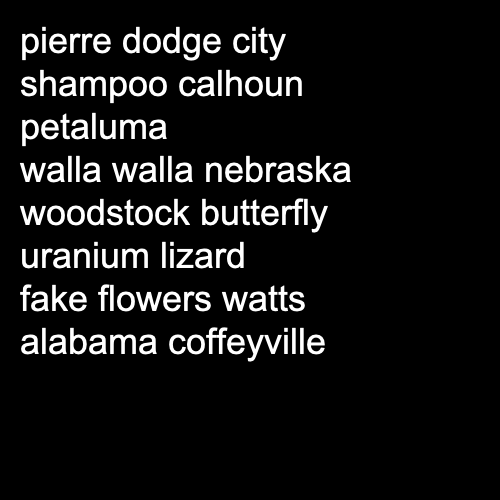 pierre dodge city
shampoo calhoun
petaluma
walla walla nebraska
woodstock butterfly
uranium lizard
fake flowers watts
alabama coffeyville